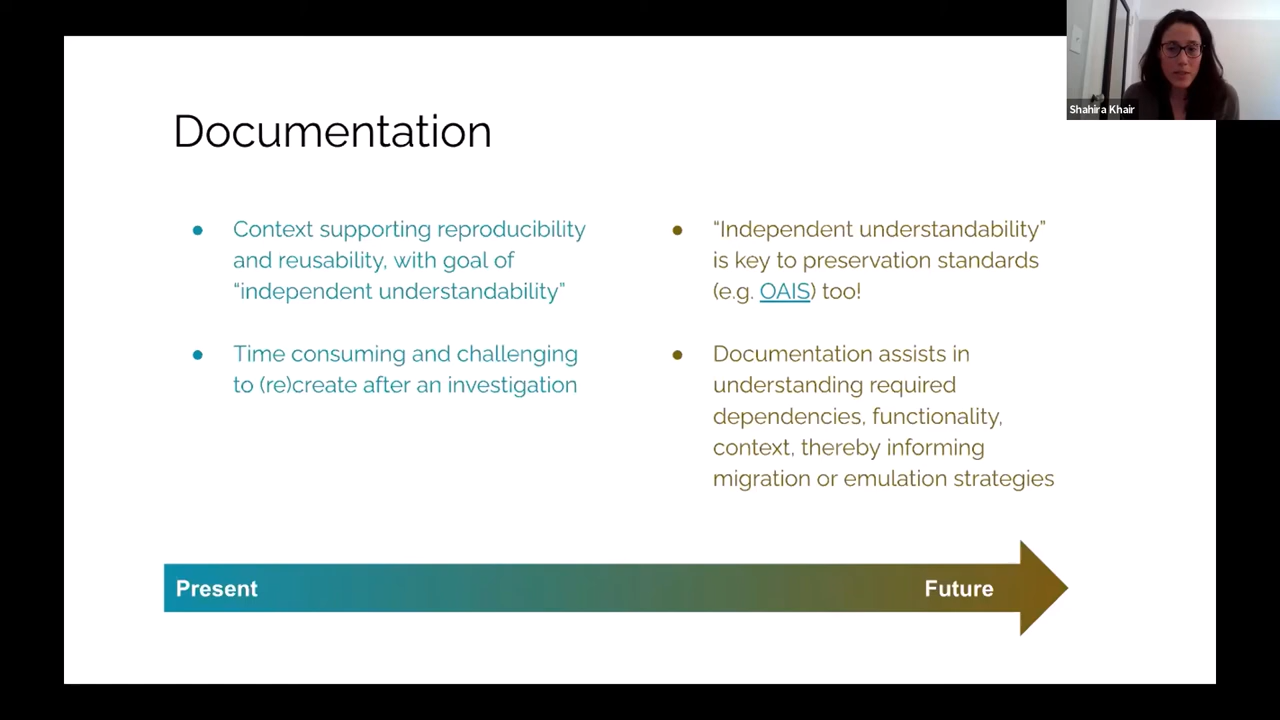 Shahira Khair
Documentation
● Context supporting reproducibility
and reusability, with goal of
“independent understandability”
● Time consuming and challenging
to (re)create after an investigation
● “Independent understandability”
is key to preservation standards
(e.g. OAIS) too!
● Documentation assists in
understanding required
dependencies, functionality,
context, thereby informing
migration or emulation strategies
Present
Future